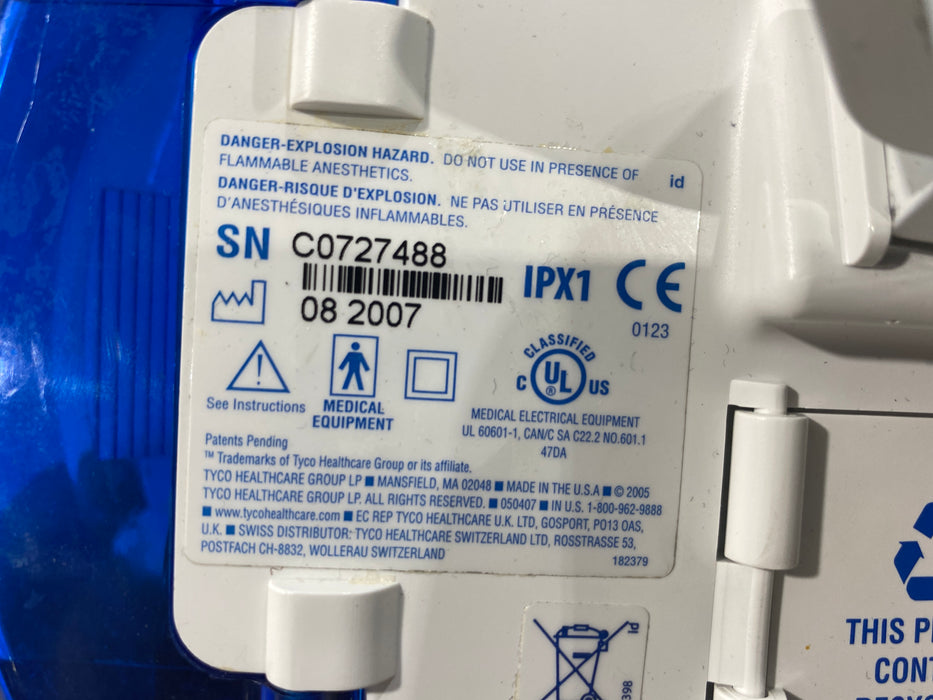 DANGER-EXPLOSION HAZARD. DO NOT USE IN PRESENCE OF
FLAMMABLE ANESTHETICS.
id
DANGER-RISQUE D'EXPLOSION. NE PAS UTILISER EN PRÉSENCE
D'ANESTHÉSIQUES INFLAMMABLES.
SN C0727488
IPX1 CE
0123
08 2007
CLASSIFIED
C UL ® US
See Instructions
MEDICAL
EQUIPMENT
MEDICAL ELECTRICAL EQUIPMENT
UL 60601-1, CAN/C SA C22.2 NO.601.1
47DA
Patents Pending
™ Trademarks of Tyco Healthcare Group or its affiliate.
TYCO HEALTHCARE GROUP LP ■ MANSFIELD, MA 02048 ■ MADE IN THE U.S.A ■ © 2005
TYCO HEALTHCARE GROUP LP. ALL RIGHTS RESERVED. ■ 050407 ■ IN U.S. 1-800-962-9888
■ www.tycohealthcare.com ■ EC REP TYCO HEALTHCARE U.K. LTD, GOSPORT, PO13 OAS,
U.K. ■ SWISS DISTRIBUTOR: TYCO HEALTHCARE SWITZERLAND LTD, ROSSTRASSE 53,
POSTFACH CH-8832, WOLLERAU SWITZERLAND
182379
id
398
THIS